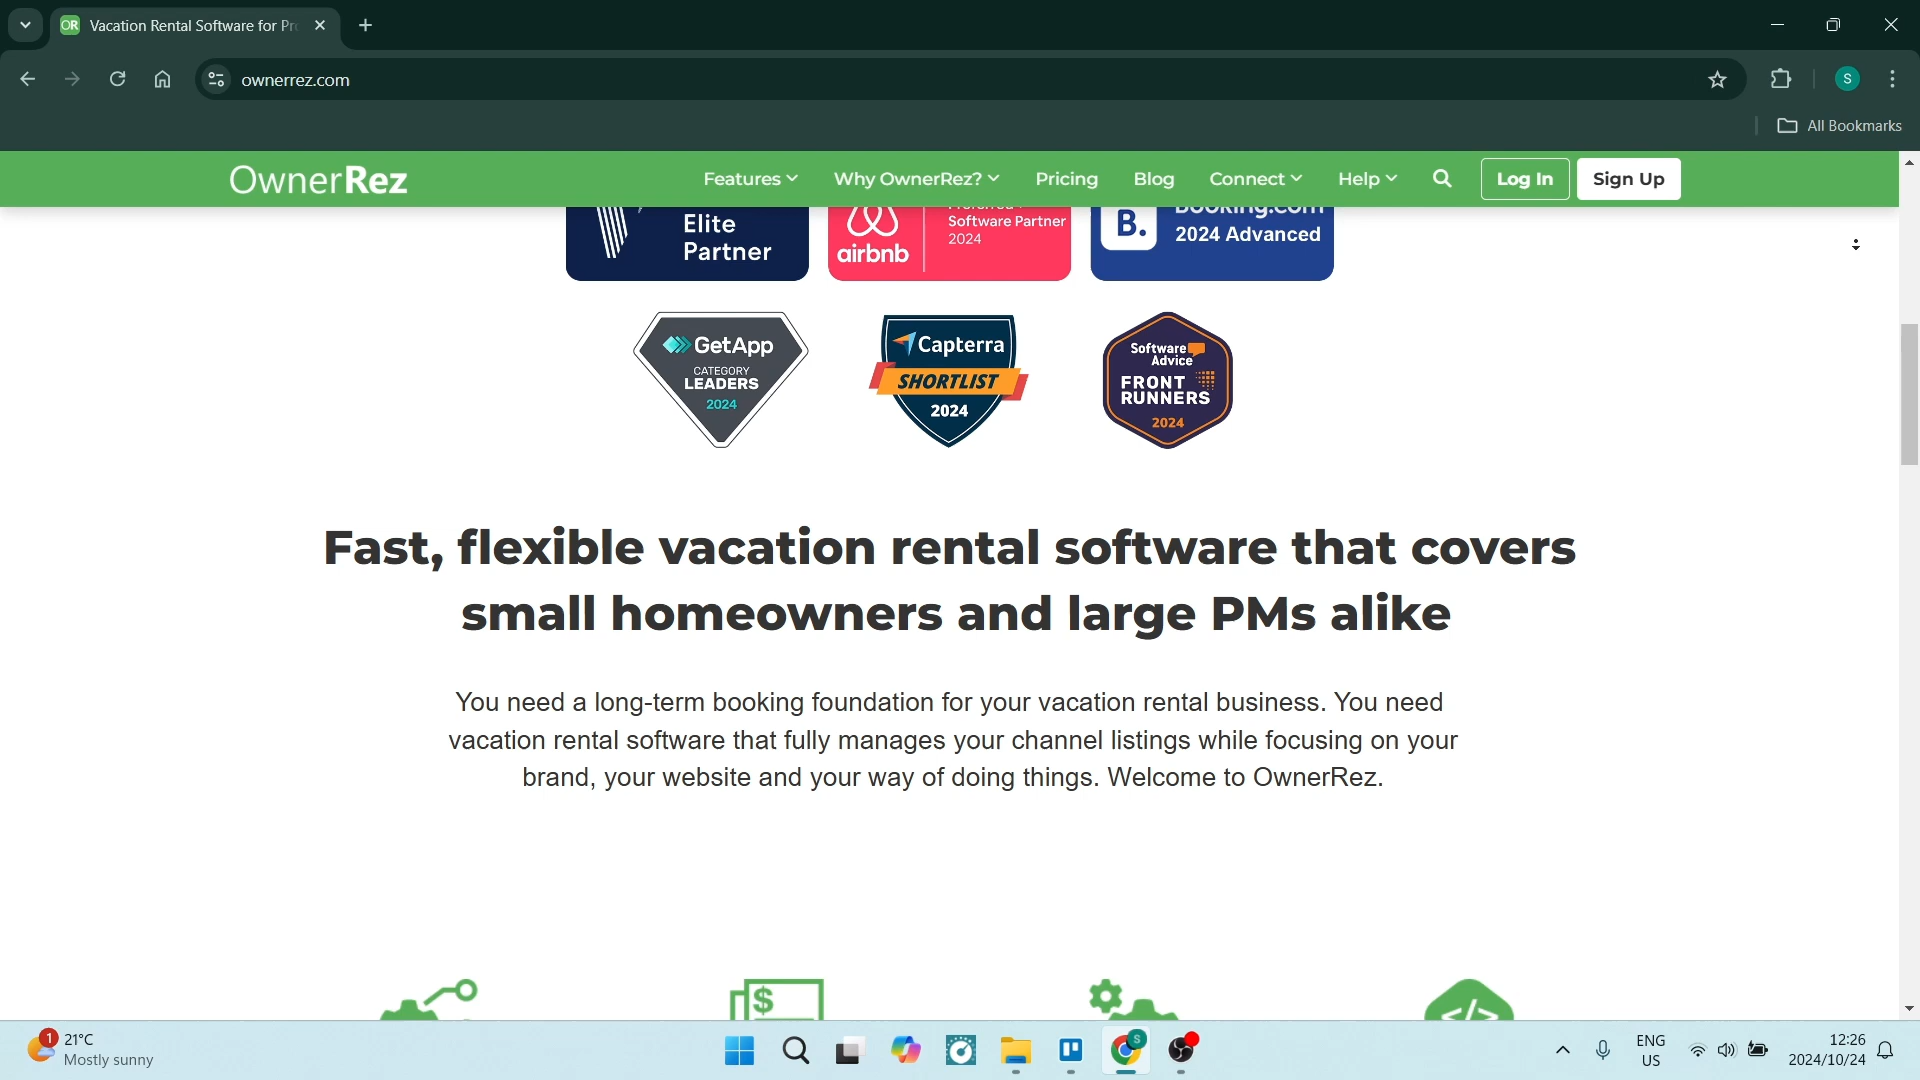 OR Vacation Rental Software for Pr
ownerrez.com
S
All Bookmarks
OwnerRez
Features
Why OwnerRez?
Pricing
Blog
Connect
Help
Log In
Sign Up
Elite
Partner
airbnb
Software Partner
2024
B.
Booking.com
2024 Advanced
GetApp
CATEGORY
LEADERS
2024
Capterra
SHORTLIST
2024
Software
Advice
FRONT
RUNNERS
2024
Fast, flexible vacation rental software that covers
small homeowners and large PMs alike
You need a long-term booking foundation for your vacation rental business. You need
vacation rental software that fully manages your channel listings while focusing on your
brand, your website and your way of doing things. Welcome to OwnerRez.
$
</>
1
21°C
Mostly sunny
S
ENG
US
12:26
2024/10/24